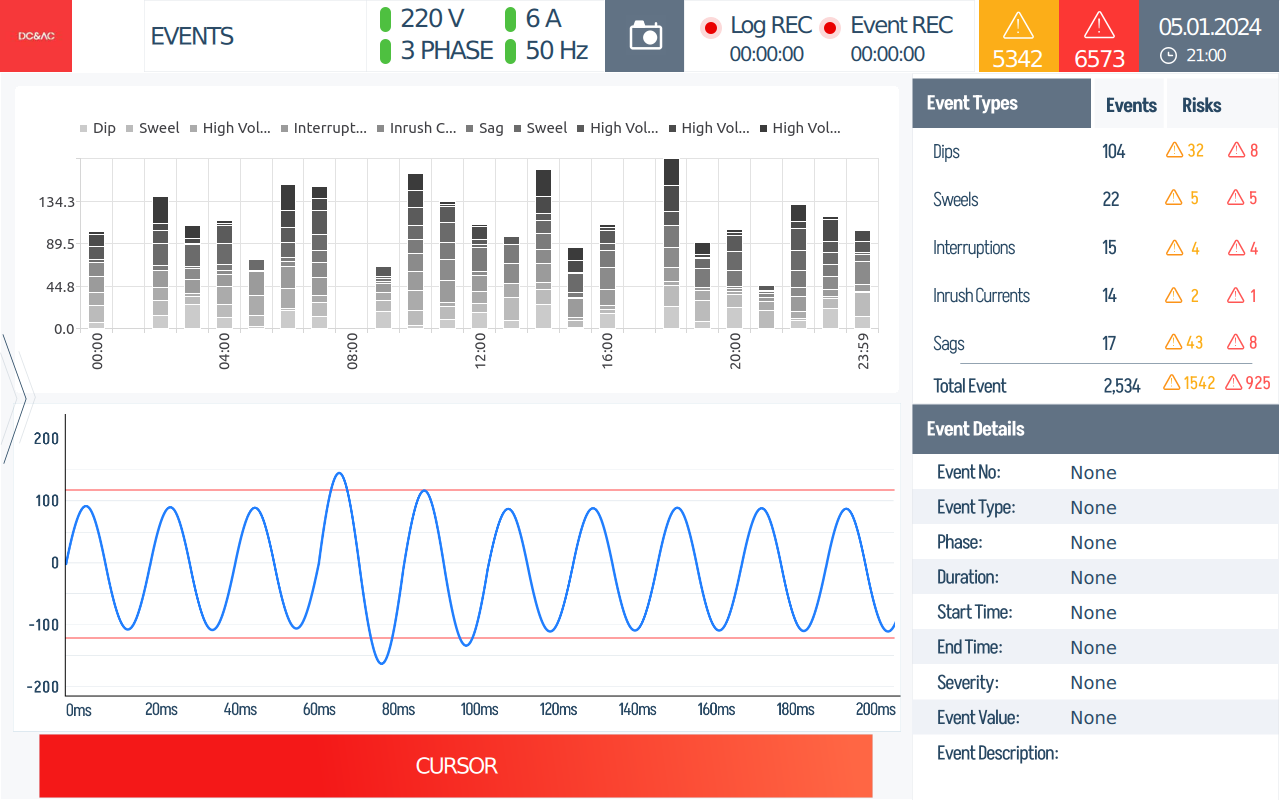 DC&AC
EVENTS
220 V
6 A
3 PHASE
50 Hz
Log REC
00:00:00
Event REC
00:00:00
5342
6573
05.01.2024
21:00
Dip Sweel High Vol... Interrupt... Inrush C... Sag Sweel High Vol... High Vol... High Vol...
134.3
89.5
44.8
0.0
00:00 04:00 08:00 12:00 16:00 20:00 23:59
200
100
0
-100
-200
0ms 20ms 40ms 60ms 80ms 100ms 120ms 140ms 160ms 180ms 200ms
CURSOR
Event Types Events Risks
Dips 104 32 8
Sweels 22 5 5
Interruptions 15 4 4
Inrush Currents 14 2 1
Sags 17 43 8
Total Event 2,534 1542 925
Event Details
Event No: None
Event Type: None
Phase: None
Duration: None
Start Time: None
End Time: None
Severity: None
Event Value: None
Event Description: